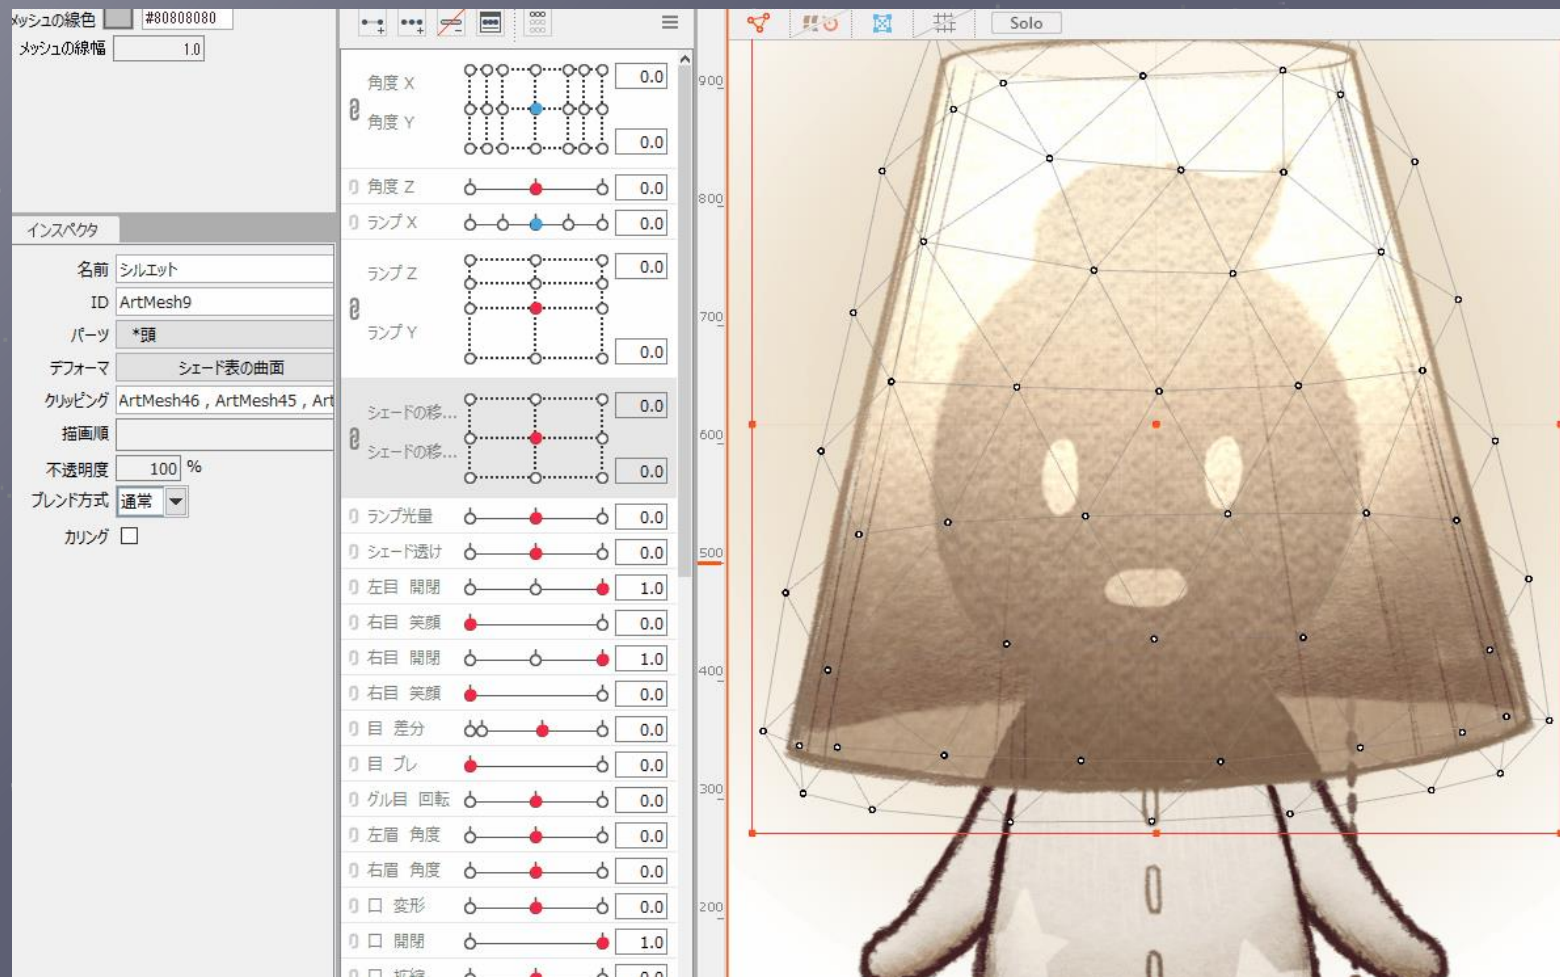 メッシュの線色 #80808080
メッシュの線幅 1.0
インスペクタ
名前 シルエット
ID ArtMesh9
パーツ *頭
デフォーマ シェード表の曲面
クリッピング ArtMesh46 , ArtMesh45 , Art
描画順
不透明度 100 %
ブレンド方式 通常
カリング
角度 X 0.0
角度 Y 0.0
角度 Z 0.0
ランプ X 0.0
ランプ Z 0.0
ランプ Y 0.0
シェードの移... 0.0
シェードの移... 0.0
ランプ光量 0.0
シェード透け 0.0
左目 開閉 1.0
右目 笑顔 0.0
右目 開閉 1.0
右目 笑顔 0.0
目 差分 0.0
目 ブレ 0.0
グル目 回転 0.0
左眉 角度 0.0
右眉 角度 0.0
口 変形 0.0
口 開閉 1.0
口 拡縮 0.0
Solo
900
800
700
600
500
400
300
200